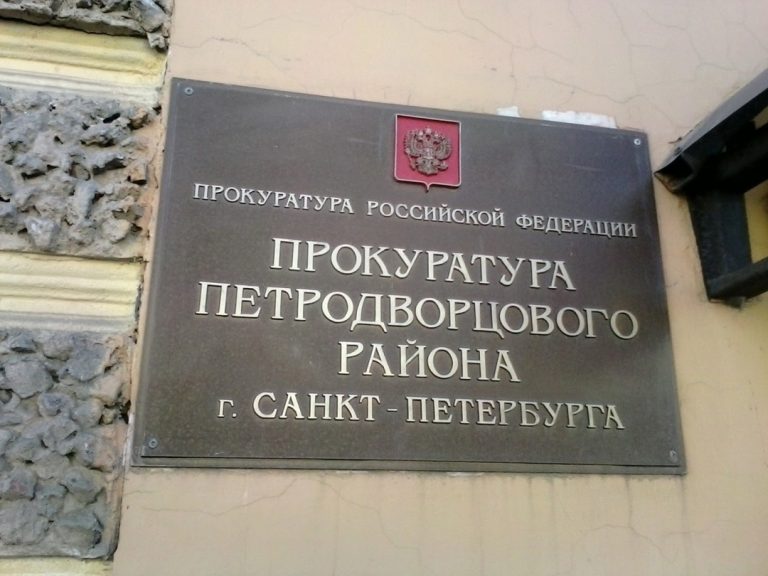 ПРОКУРАТУРА РОССИЙСКОЙ ФЕДЕРАЦИИ
ПРОКУРАТУРА
ПЕТРОДВОРЦОВОГО
РАЙОНА
г. САНКТ - ПЕТЕРБУРГА